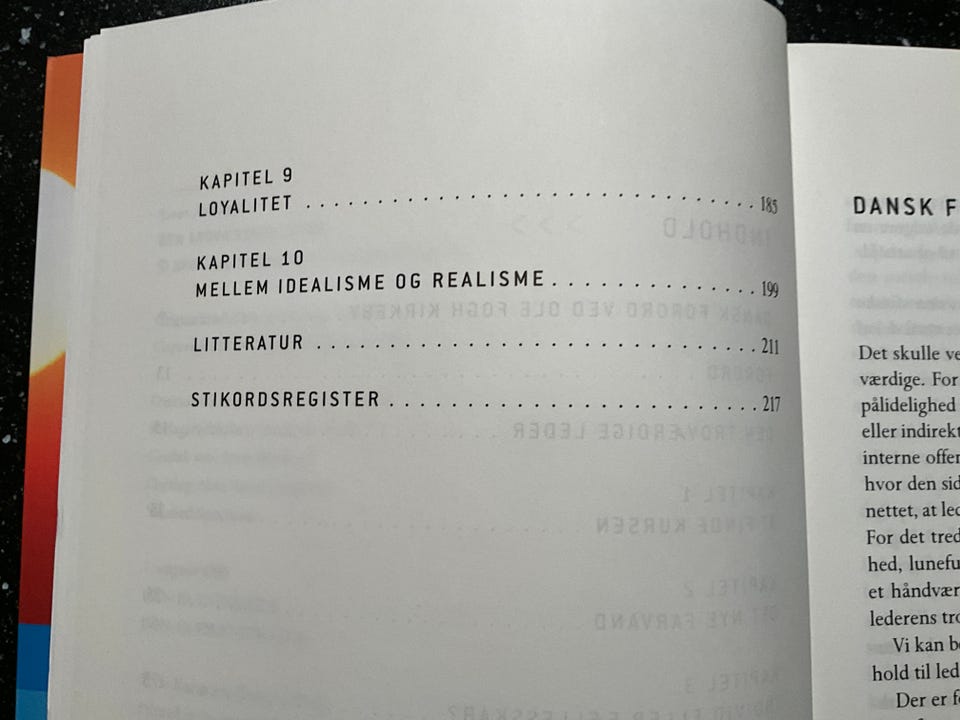 KAPITEL 9
LOYALITET . . . . . . . . . . . . . . . . . . . . . . . . . 185
KAPITEL 10
MELLEM IDEALISME OG REALISME . . . . . . . . . . . . 199
LITTERATUR . . . . . . . . . . . . . . . . . . . . . . . . 211
STIKORDSREGISTER . . . . . . . . . . . . . . . . . . . . 217
DANSK F
Det skulle ve
værdige. For
pålidelighed
eller indirekt
interne offen
hvor den sid
nettet, at led
For det tred
hed, lunefu
et håndvær
lederens tro
Vi kan be
hold til led
Der er fo